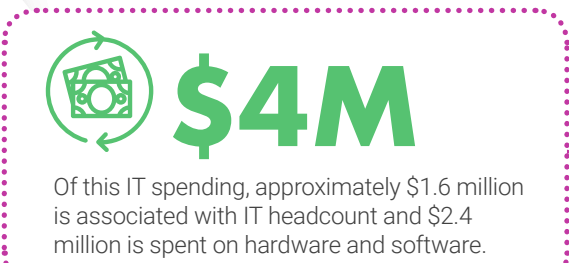 $4M
Of this IT spending, approximately $1.6 million
is associated with IT headcount and $2.4
million is spent on hardware and software.